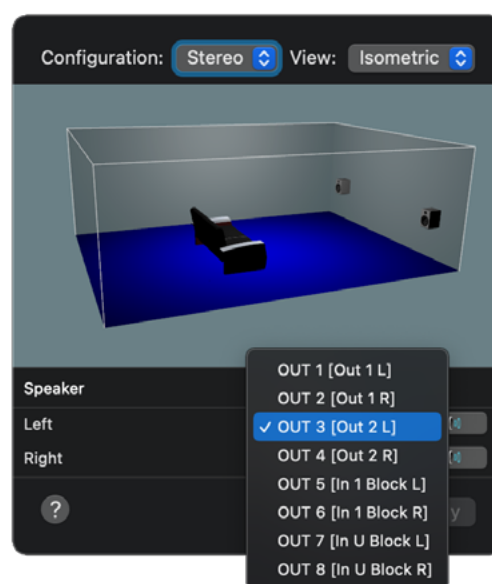 Configuration: Stereo View: Isometric
OUT 1 [Out 1 L]
Speaker
OUT 2 [Out 1 R]
Left
✓ OUT 3 [Out 2 L]
OUT 4 [Out 2 R]
Right
OUT 5 [In 1 Block L]
? OUT 6 [In 1 Block R] y
OUT 7 [In U Block L]
OUT 8 [In U Block R]